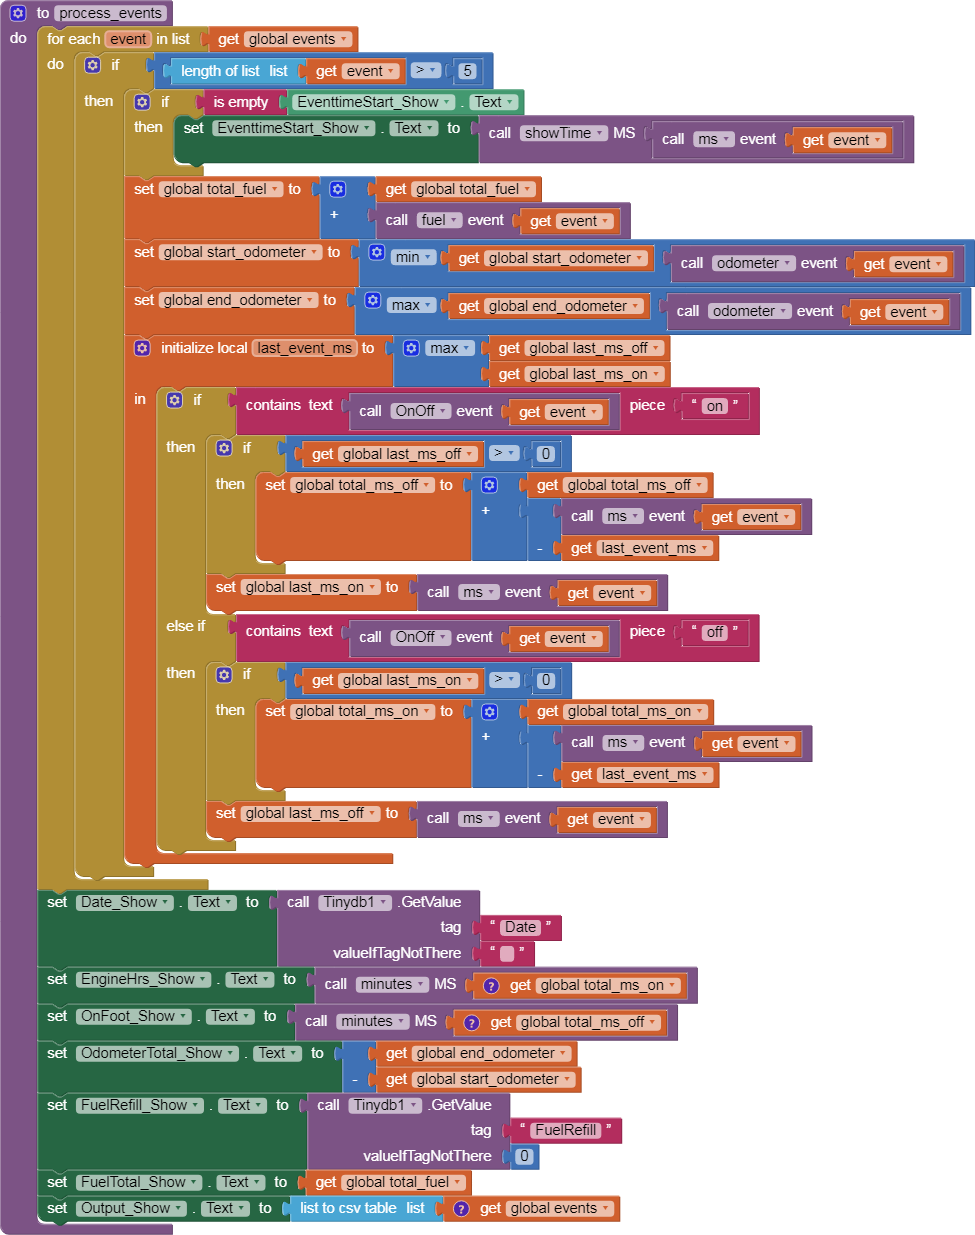 to process_events
do for each event in list get global events
do if length of list list get event > 5
then if is empty EventtimeStart_Show . Text
then set EventtimeStart_Show . Text to call showTime MS call ms event get event
set global total_fuel to get global total_fuel
+ call fuel event get event
set global start_odometer to min get global start_odometer call odometer event get event
set global end_odometer to max get global end_odometer call odometer event get event
initialize local last_event_ms to max get global last_ms_off
get global last_ms_on
in if contains text call OnOff event get event piece " on "
then if get global last_ms_off > 0
then set global total_ms_off to get global total_ms_off
+ call ms event get event
- get last_event_ms
set global last_ms_on to call ms event get event
else if contains text call OnOff event get event piece " off "
then if get global last_ms_on > 0
then set global total_ms_on to get global total_ms_on
+ call ms event get event
- get last_event_ms
set global last_ms_off to call ms event get event
set Date_Show . Text to call Tinydb1 .GetValue
tag " Date "
valueIfTagNotThere " "
set EngineHrs_Show . Text to call minutes MS ? get global total_ms_on
set OnFoot_Show . Text to call minutes MS ? get global total_ms_off
set OdometerTotal_Show . Text to get global end_odometer
- get global start_odometer
set FuelRefill_Show . Text to call Tinydb1 .GetValue
tag " FuelRefill "
valueIfTagNotThere 0
set FuelTotal_Show . Text to get global total_fuel
set Output_Show . Text to list to csv table list ? get global events